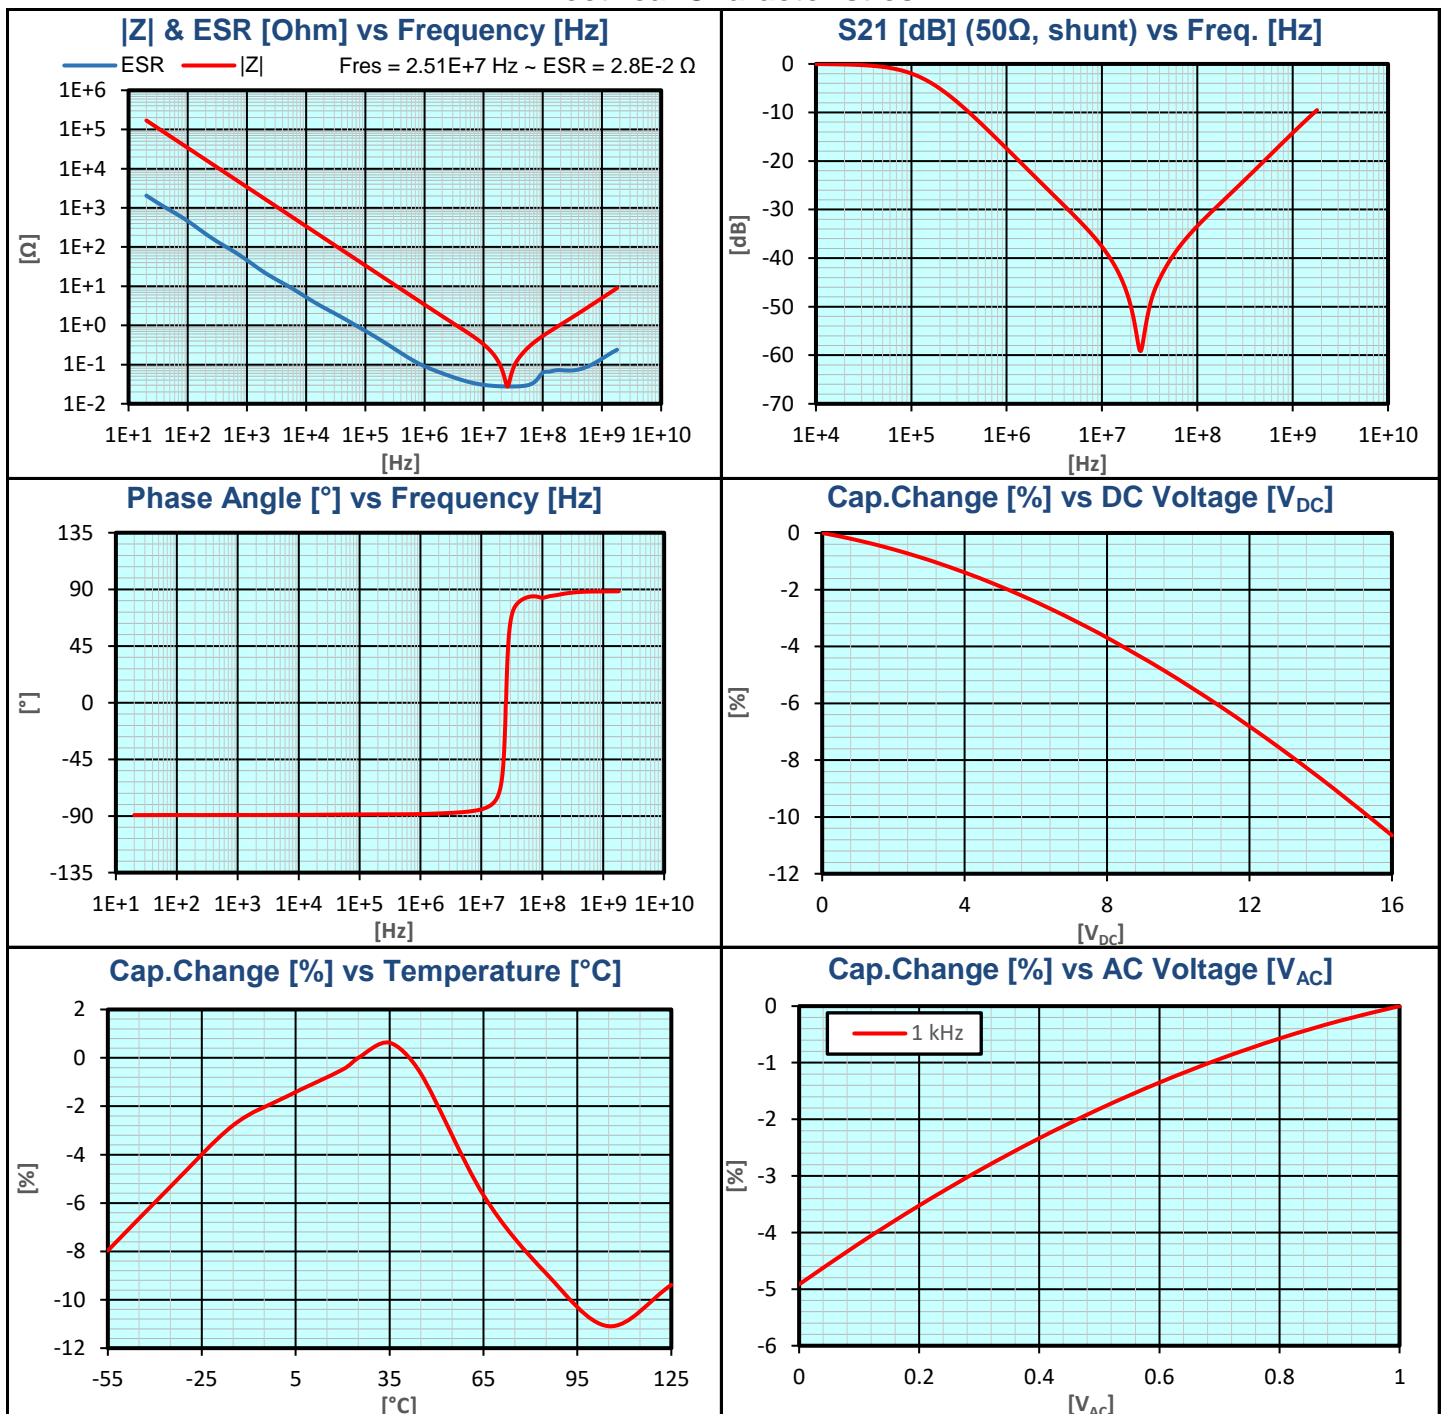 |Z| & ESR [Ohm] vs Frequency [Hz]
ESR |Z| Fres = 2.51E+7 Hz ~ ESR = 2.8E-2 Ω
1E+6
1E+5
1E+4
1E+3
1E+2
1E+1
1E+0
1E-1
1E-2
[Ω]
1E+1 1E+2 1E+3 1E+4 1E+5 1E+6 1E+7 1E+8 1E+9 1E+10
[Hz]
S21 [dB] (50Ω, shunt) vs Freq. [Hz]
0
-10
-20
-30
-40
-50
-60
-70
[dB]
1E+4 1E+5 1E+6 1E+7 1E+8 1E+9 1E+10
[Hz]
Phase Angle [°] vs Frequency [Hz]
135
90
45
0
-45
-90
-135
[°]
1E+1 1E+2 1E+3 1E+4 1E+5 1E+6 1E+7 1E+8 1E+9 1E+10
[Hz]
Cap.Change [%] vs DC Voltage [VDC]
0
-2
-4
-6
-8
-10
-12
[%]
0 4 8 12 16
[VDC]
Cap.Change [%] vs Temperature [°C]
2
0
-2
-4
-6
-8
-10
-12
[%]
-55 -25 5 35 65 95 125
[°C]
Cap.Change [%] vs AC Voltage [VAC]
1 kHz
0
-1
-2
-3
-4
-5
-6
[%]
0 0.2 0.4 0.6 0.8 1
[VAC]